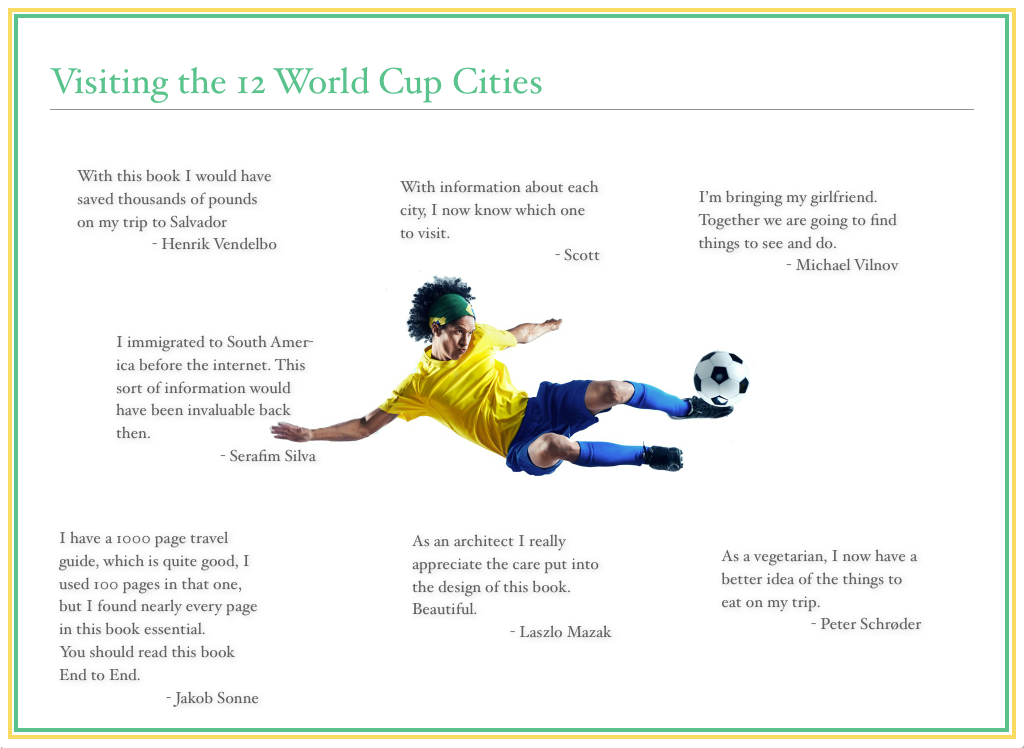 Visiting the 12 World Cup Cities
With this book I would have
saved thousands of pounds
on my trip to Salvador
- Henrik Vendelbo
With information about each
city, I now know which one
to visit.
- Scott
I'm bringing my girlfriend.
Together we are going to find
things to see and do.
- Michael Vilnov
I immigrated to South Amer-
ica before the internet. This
sort of information would
have been invaluable back
then.
- Serafim Silva
I have a 1000 page travel
guide, which is quite good, I
used 100 pages in that one,
but I found nearly every page
in this book essential.
You should read this book
End to End.
- Jakob Sonne
As an architect I really
appreciate the care put into
the design of this book.
Beautiful.
- Laszlo Mazak
As a vegetarian, I now have a
better idea of the things to
eat on my trip.
- Peter Schrøder